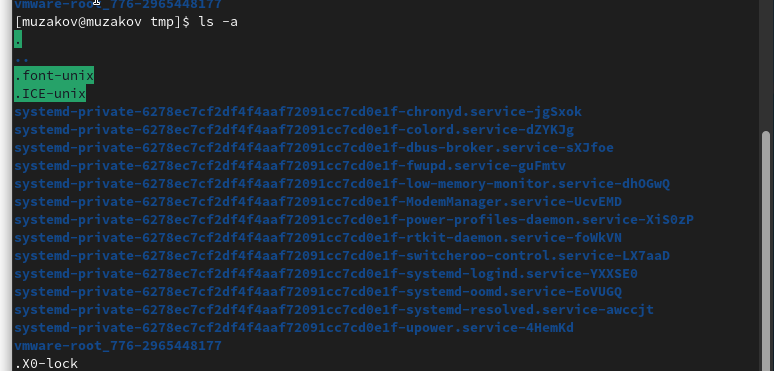 vmware-root_776-2965448177
[muzakov@muzakov tmp]$ ls -a
.
..
.font-unix
.ICE-unix
systemd-private-6278ec7cf2df4f4aaf72091cc7cd0e1f-chronyd.service-jgSxok
systemd-private-6278ec7cf2df4f4aaf72091cc7cd0e1f-colord.service-dZYKJg
systemd-private-6278ec7cf2df4f4aaf72091cc7cd0e1f-dbus-broker.service-sXJfoe
systemd-private-6278ec7cf2df4f4aaf72091cc7cd0e1f-fwupd.service-guFmtv
systemd-private-6278ec7cf2df4f4aaf72091cc7cd0e1f-low-memory-monitor.service-dhOGwQ
systemd-private-6278ec7cf2df4f4aaf72091cc7cd0e1f-ModemManager.service-UcvEMD
systemd-private-6278ec7cf2df4f4aaf72091cc7cd0e1f-power-profiles-daemon.service-XiS0zP
systemd-private-6278ec7cf2df4f4aaf72091cc7cd0e1f-rtkit-daemon.service-foWkVN
systemd-private-6278ec7cf2df4f4aaf72091cc7cd0e1f-switcheroo-control.service-LX7aaD
systemd-private-6278ec7cf2df4f4aaf72091cc7cd0e1f-systemd-logind.service-YXXSE0
systemd-private-6278ec7cf2df4f4aaf72091cc7cd0e1f-systemd-oomd.service-EoVUGQ
systemd-private-6278ec7cf2df4f4aaf72091cc7cd0e1f-systemd-resolved.service-awccjt
systemd-private-6278ec7cf2df4f4aaf72091cc7cd0e1f-upower.service-4HemKd
vmware-root_776-2965448177
.X0-lock